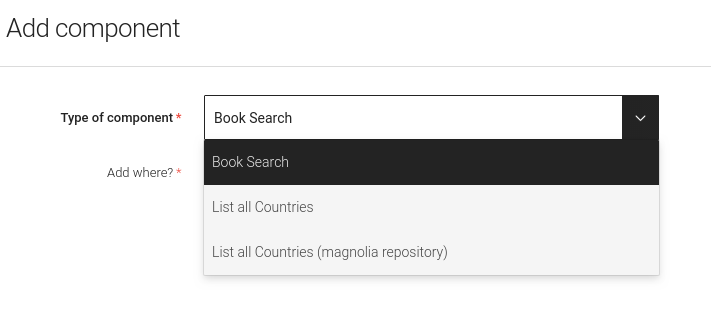 Add component
Type of component *
Book Search
Book Search
Add where? *
List all Countries
List all Countries (magnolia repository)